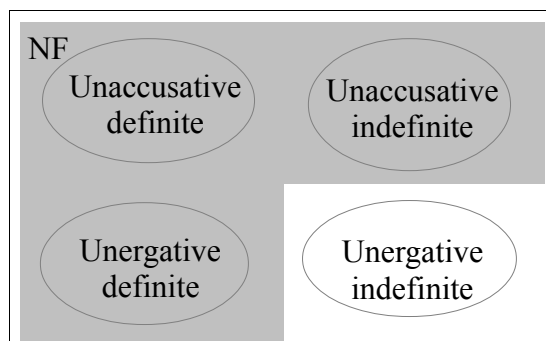 NF
Unaccusative
definite
Unaccusative
indefinite
Unergative
definite
Unergative
indefinite